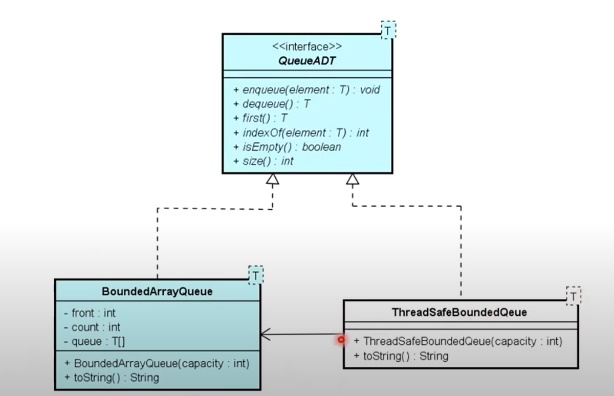 T
<<interface>>
QueueADT
+ enqueue(element : T) : void
+ dequeue() : T
+ first() : T
+ indexOf(element : T) : int
+ isEmpty() : boolean
+ size() : int
T
BoundedArrayQueue
- front : int
- count : int
- queue : T[]
+ BoundedArrayQueue(capacity : int)
+ toString() : String
T
ThreadSafeBoundedQeue
+ ThreadSafeBoundedQeue(capacity : int)
+ toString() : String